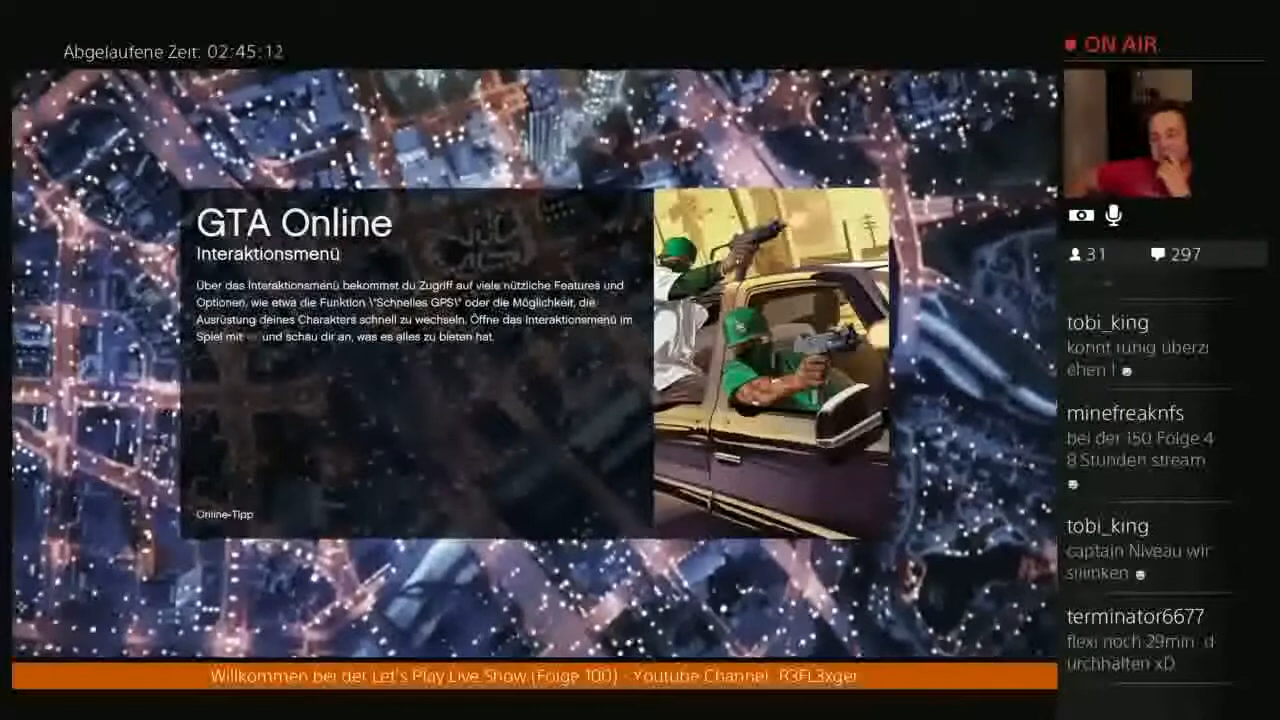 Abgelaufene Zeit: 02:45:12
ON AIR
GTA Online
Interaktionsmenü
Über das Interaktionsmenü bekommst du Zugriff auf viele nützliche Features und
Optionen, wie etwa die Funktion \"Schnelles GPS\" oder die Möglichkeit, die
Ausrüstung deines Charakters schnell zu wechseln. Öffne das Interaktionsmenü im
Spiel mit und schau dir an, was es alles zu bieten hat.
Online-Tipp
31 297
tobi_king
könnt ruhig überzi
ehen !
minefreaknfs
bei der 150 Folge 4
8 Stunden stream
tobi_king
captain Niveau wir
siiinken
terminator6677
flexi noch 29min d
urchhalten xD
Willkommen bei der Let's Play Live Show (Folge 100) - Youtube Channel: R3FL3xger